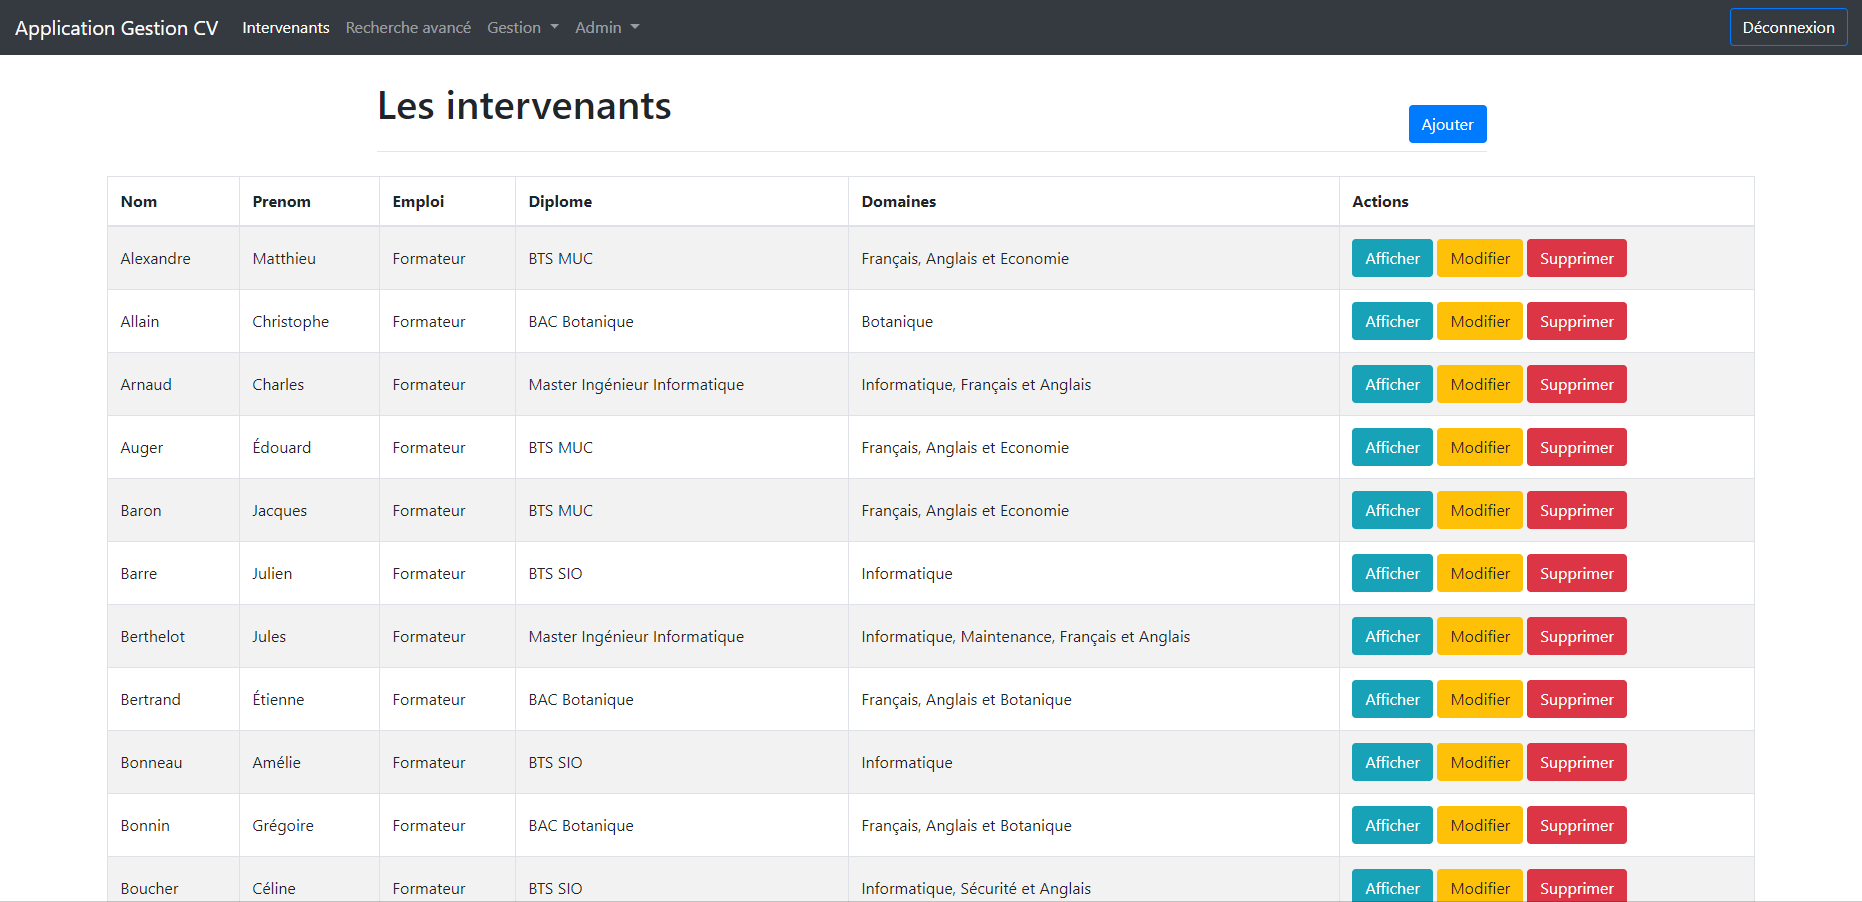 Application Gestion CV Intervenants Recherche avancé Gestion Admin Déconnexion
Les intervenants
Ajouter
Nom Prenom Emploi Diplome Domaines Actions
Alexandre Matthieu Formateur BTS MUC Français, Anglais et Economie Afficher Modifier Supprimer
Allain Christophe Formateur BAC Botanique Botanique Afficher Modifier Supprimer
Arnaud Charles Formateur Master Ingénieur Informatique Informatique, Français et Anglais Afficher Modifier Supprimer
Auger Édouard Formateur BTS MUC Français, Anglais et Economie Afficher Modifier Supprimer
Baron Jacques Formateur BTS MUC Français, Anglais et Economie Afficher Modifier Supprimer
Barre Julien Formateur BTS SIO Informatique Afficher Modifier Supprimer
Berthelot Jules Formateur Master Ingénieur Informatique Informatique, Maintenance, Français et Anglais Afficher Modifier Supprimer
Bertrand Étienne Formateur BAC Botanique Français, Anglais et Botanique Afficher Modifier Supprimer
Bonneau Amélie Formateur BTS SIO Informatique Afficher Modifier Supprimer
Bonnin Grégoire Formateur BAC Botanique Français, Anglais et Botanique Afficher Modifier Supprimer
Boucher Céline Formateur BTS SIO Informatique, Sécurité et Anglais Afficher Modifier Supprimer